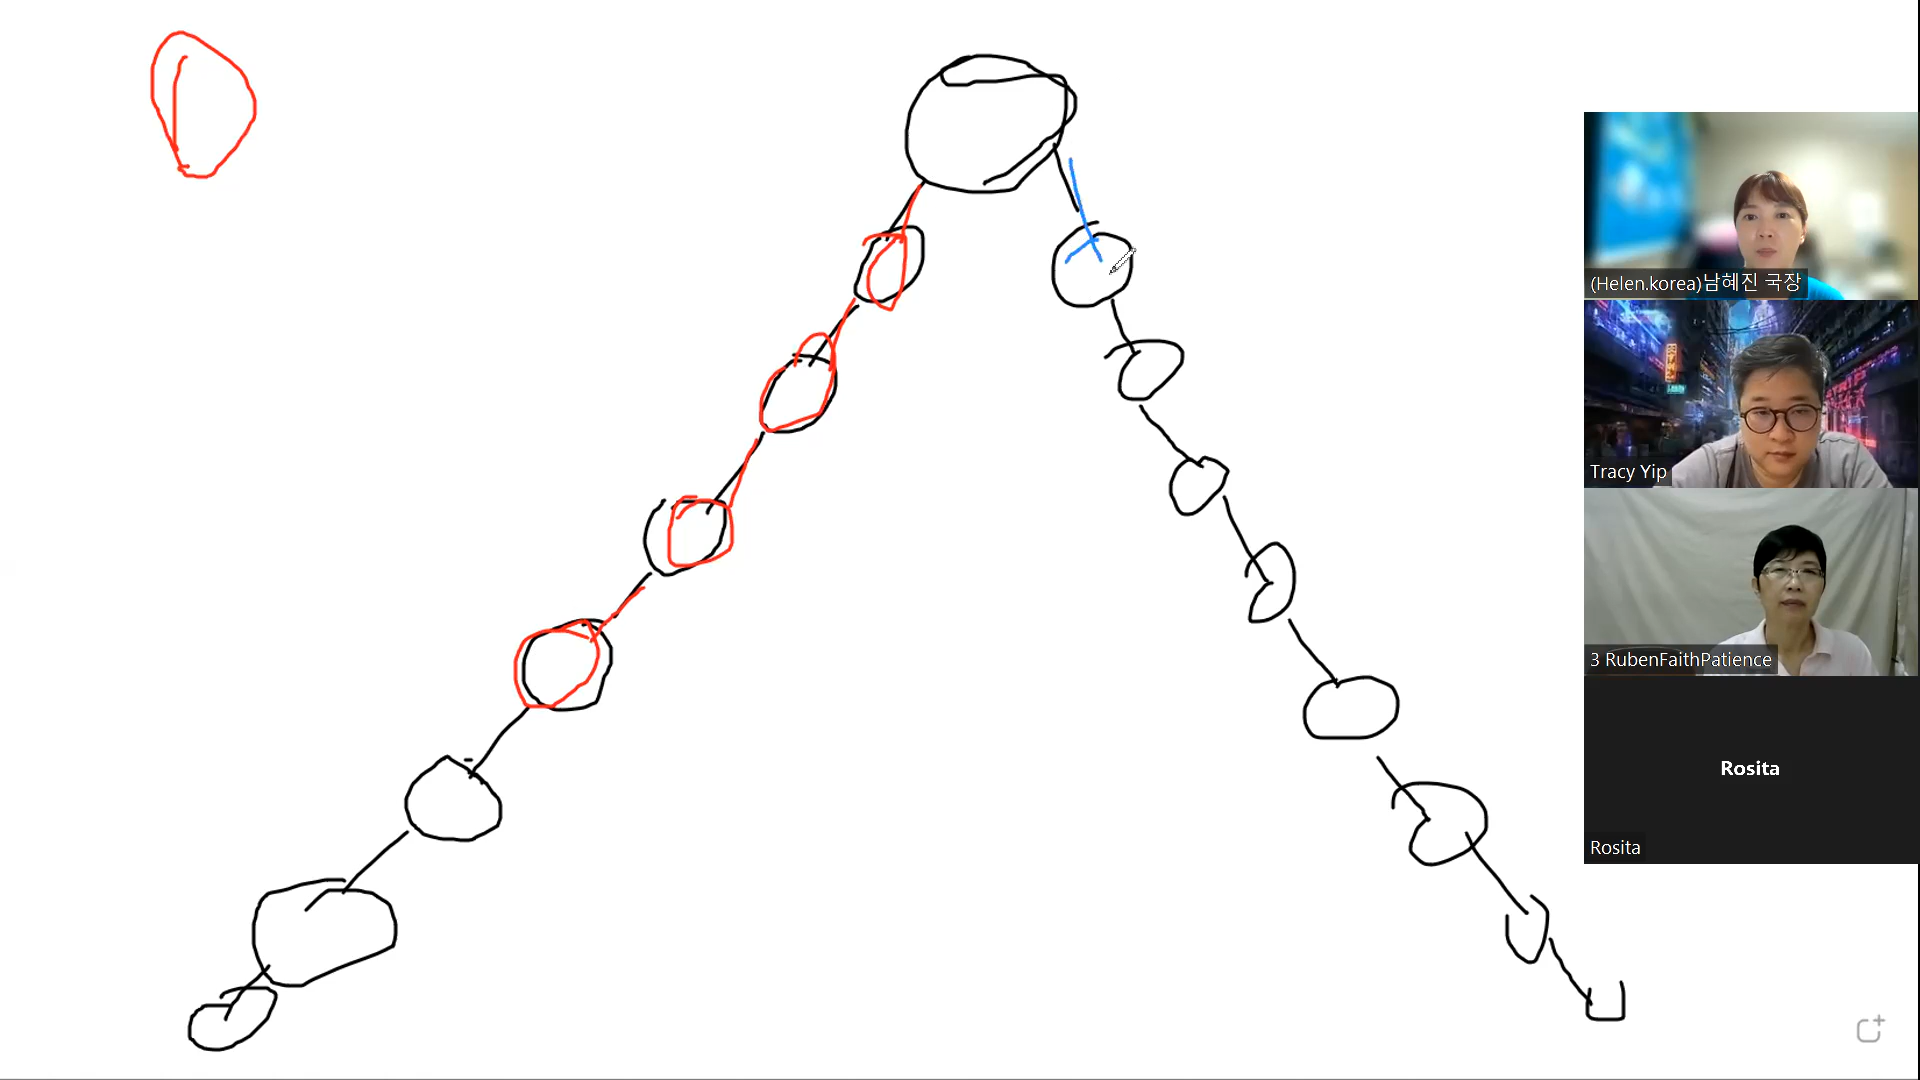 (Helen.korea)남혜진 국장
Tracy Yip
3 RubenFaithPatience
Rosita
Rosita